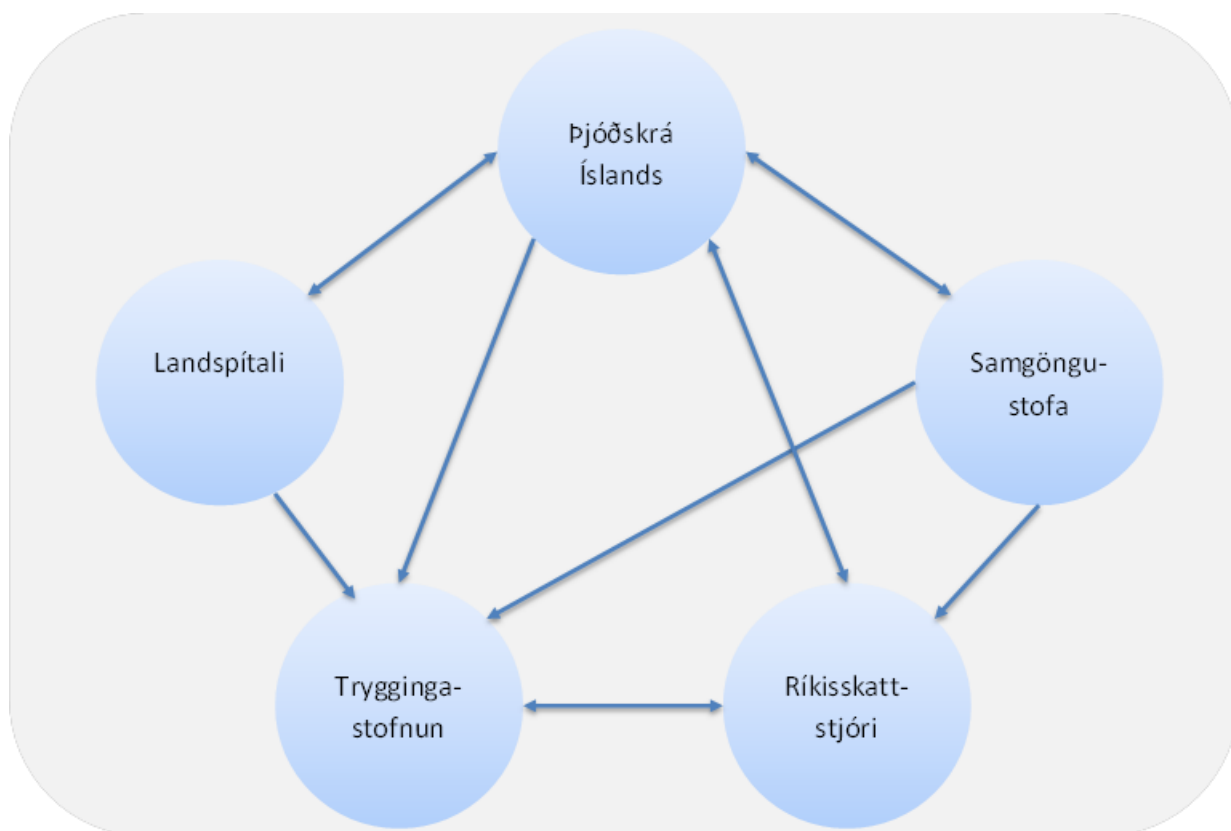 Þjóðskrá
Íslands
Landspítali
Samgöngu-
stofa
Trygginga-
stofnun
Ríkisskatt-
stjóri